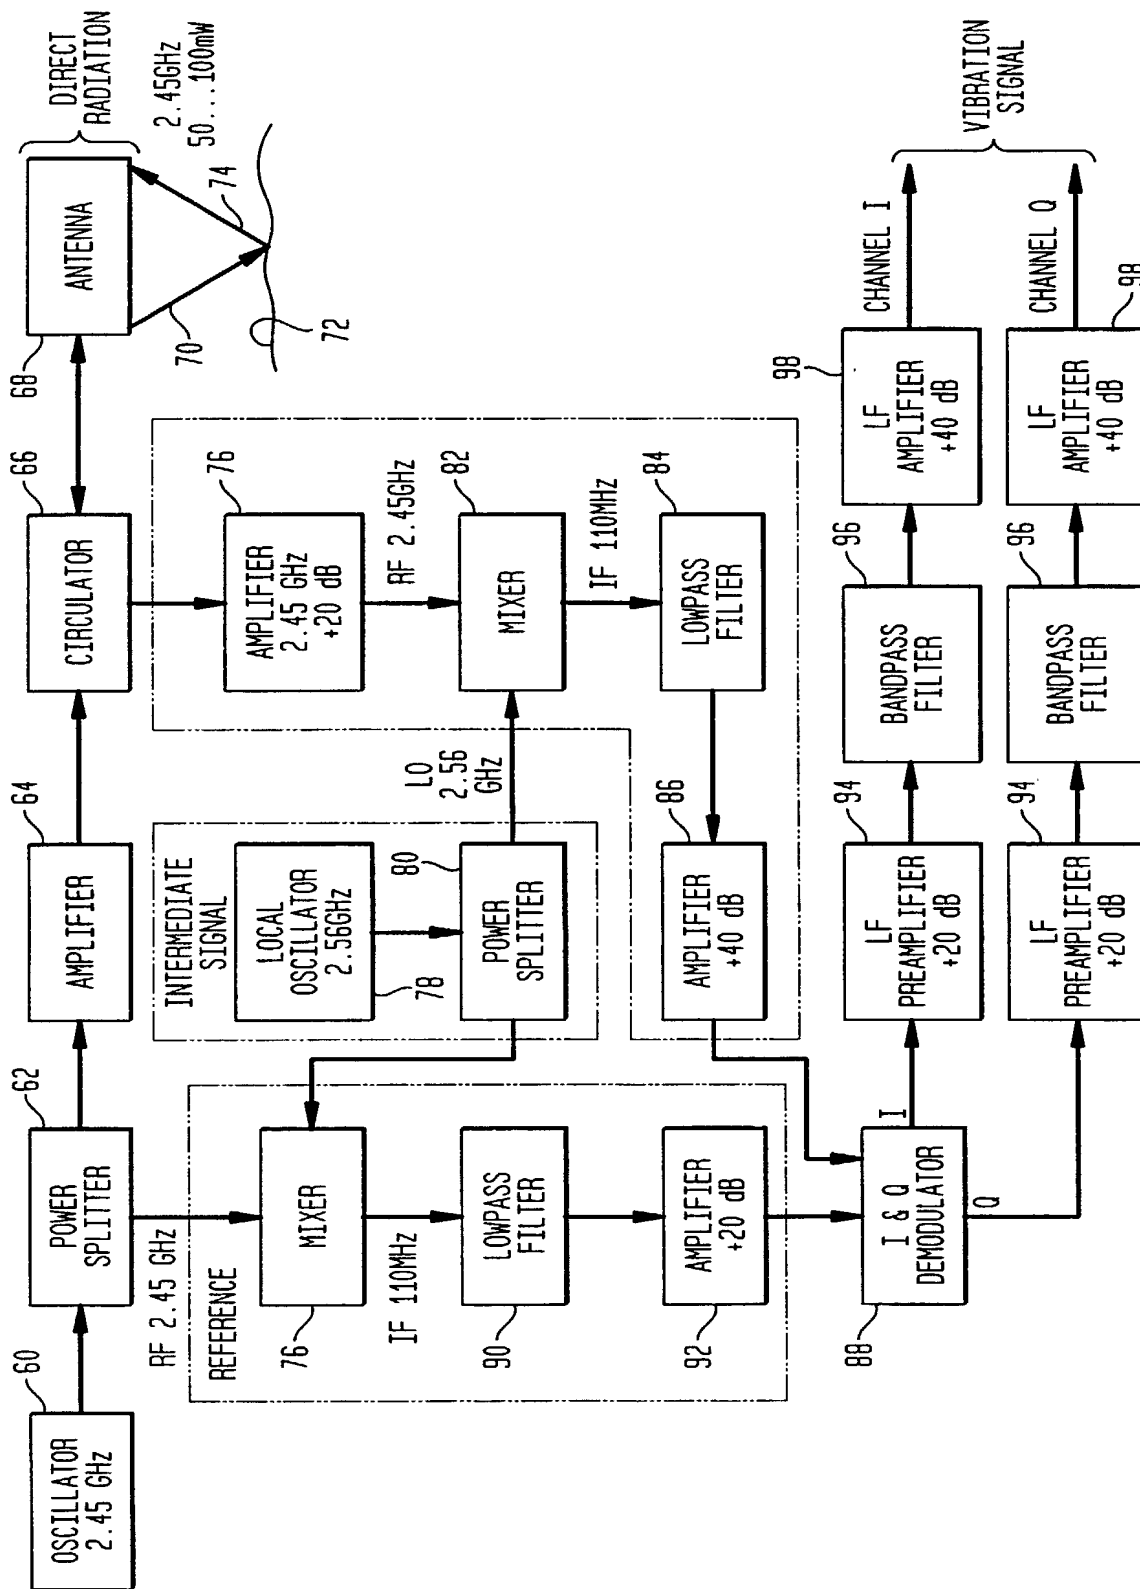 60
OSCILLATOR
2.45 GHz
62
POWER
SPLITTER
64
AMPLIFIER
66
CIRCULATOR
68
ANTENNA
DIRECT
RADIATION
2.45GHz
50...100mW
70
74
72
RF 2.45 GHz
REFERENCE
MIXER
76
IF 110MHz
LOWPASS
FILTER
90
AMPLIFIER
+20 dB
92
INTERMEDIATE
SIGNAL
LOCAL
OSCILLATOR
2.56GHz
78
80
POWER
SPLITTER
LO
2.56
GHz
76
AMPLIFIER
2.45 GHz
+20 dB
RF 2.45GHz
82
MIXER
IF 110MHz
84
LOWPASS
FILTER
86
AMPLIFIER
+40 dB
I & Q
DEMODULATOR
88
I
Q
94
LF
PREAMPLIFIER
+20 dB
96
BANDPASS
FILTER
98
LF
AMPLIFIER
+40 dB
CHANNEL I
94
LF
PREAMPLIFIER
+20 dB
96
BANDPASS
FILTER
98
LF
AMPLIFIER
+40 dB
CHANNEL Q
VIBRATION
SIGNAL